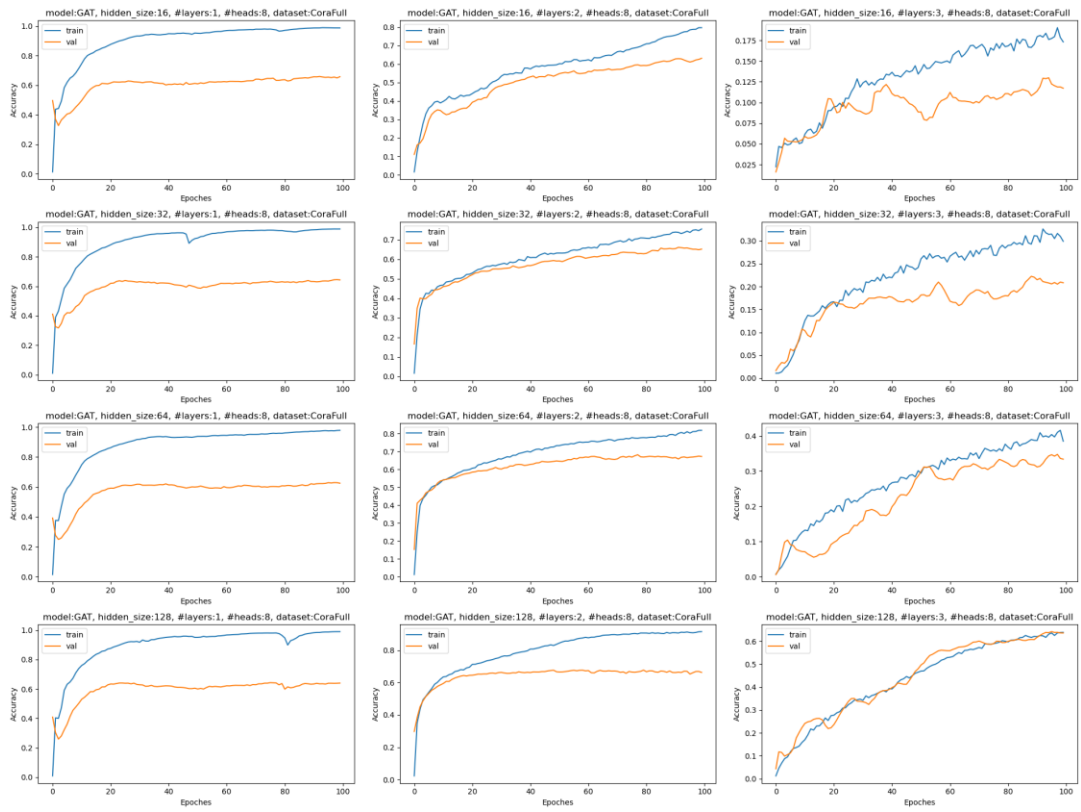 model:GAT, hidden_size:16, #layers:1, #heads:8, dataset:CoraFull
1.0
0.8
0.6
0.4
0.2
0.0
Accuracy
train
val
0 20 40 60 80 100
Epoches
model:GAT, hidden_size:16, #layers:2, #heads:8, dataset:CoraFull
0.8
0.7
0.6
0.5
0.4
0.3
0.2
0.1
0.0
Accuracy
train
val
0 20 40 60 80 100
Epoches
model:GAT, hidden_size:16, #layers:3, #heads:8, dataset:CoraFull
0.175
0.150
0.125
0.100
0.075
0.050
0.025
Accuracy
train
val
0 20 40 60 80 100
Epoches
model:GAT, hidden_size:32, #layers:1, #heads:8, dataset:CoraFull
1.0
0.8
0.6
0.4
0.2
0.0
Accuracy
train
val
0 20 40 60 80 100
Epoches
model:GAT, hidden_size:32, #layers:2, #heads:8, dataset:CoraFull
0.7
0.6
0.5
0.4
0.3
0.2
0.1
0.0
Accuracy
train
val
0 20 40 60 80 100
Epoches
model:GAT, hidden_size:32, #layers:3, #heads:8, dataset:CoraFull
0.30
0.25
0.20
0.15
0.10
0.05
0.00
Accuracy
train
val
0 20 40 60 80 100
Epoches
model:GAT, hidden_size:64, #layers:1, #heads:8, dataset:CoraFull
1.0
0.8
0.6
0.4
0.2
0.0
Accuracy
train
val
0 20 40 60 80 100
Epoches
model:GAT, hidden_size:64, #layers:2, #heads:8, dataset:CoraFull
0.8
0.7
0.6
0.5
0.4
0.3
0.2
0.1
0.0
Accuracy
train
val
0 20 40 60 80 100
Epoches
model:GAT, hidden_size:64, #layers:3, #heads:8, dataset:CoraFull
0.4
0.3
0.2
0.1
0.0
Accuracy
train
val
0 20 40 60 80 100
Epoches
model:GAT, hidden_size:128, #layers:1, #heads:8, dataset:CoraFull
1.0
0.8
0.6
0.4
0.2
0.0
Accuracy
train
val
0 20 40 60 80 100
Epoches
model:GAT, hidden_size:128, #layers:2, #heads:8, dataset:CoraFull
0.8
0.6
0.4
0.2
0.0
Accuracy
train
val
0 20 40 60 80 100
Epoches
model:GAT, hidden_size:128, #layers:3, #heads:8, dataset:CoraFull
0.6
0.5
0.4
0.3
0.2
0.1
0.0
Accuracy
train
val
0 20 40 60 80 100
Epoches